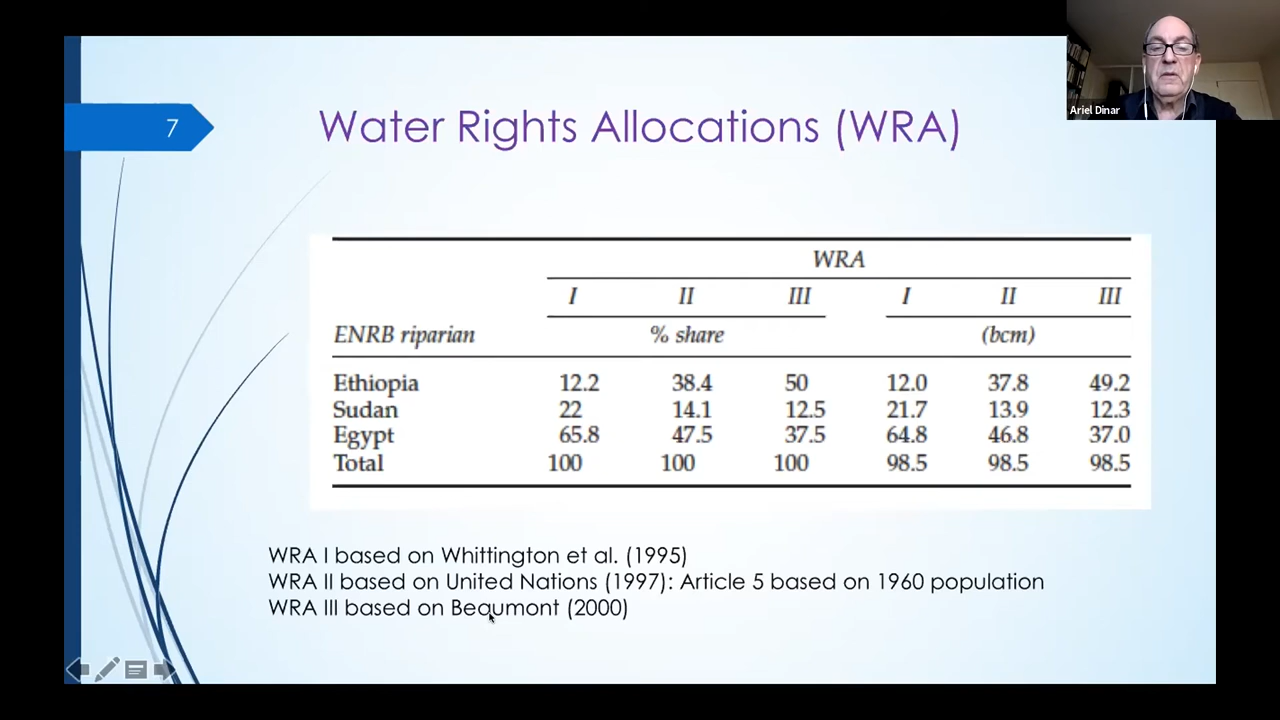 Ariel Dinar
7
Water Rights Allocations (WRA)
WRA
I II III I II III
ENRB riparian % share (bcm)
Ethiopia 12.2 38.4 50 12.0 37.8 49.2
Sudan 22 14.1 12.5 21.7 13.9 12.3
Egypt 65.8 47.5 37.5 64.8 46.8 37.0
Total 100 100 100 98.5 98.5 98.5
WRA I based on Whittington et al. (1995)
WRA II based on United Nations (1997): Article 5 based on 1960 population
WRA III based on Beaumont (2000)